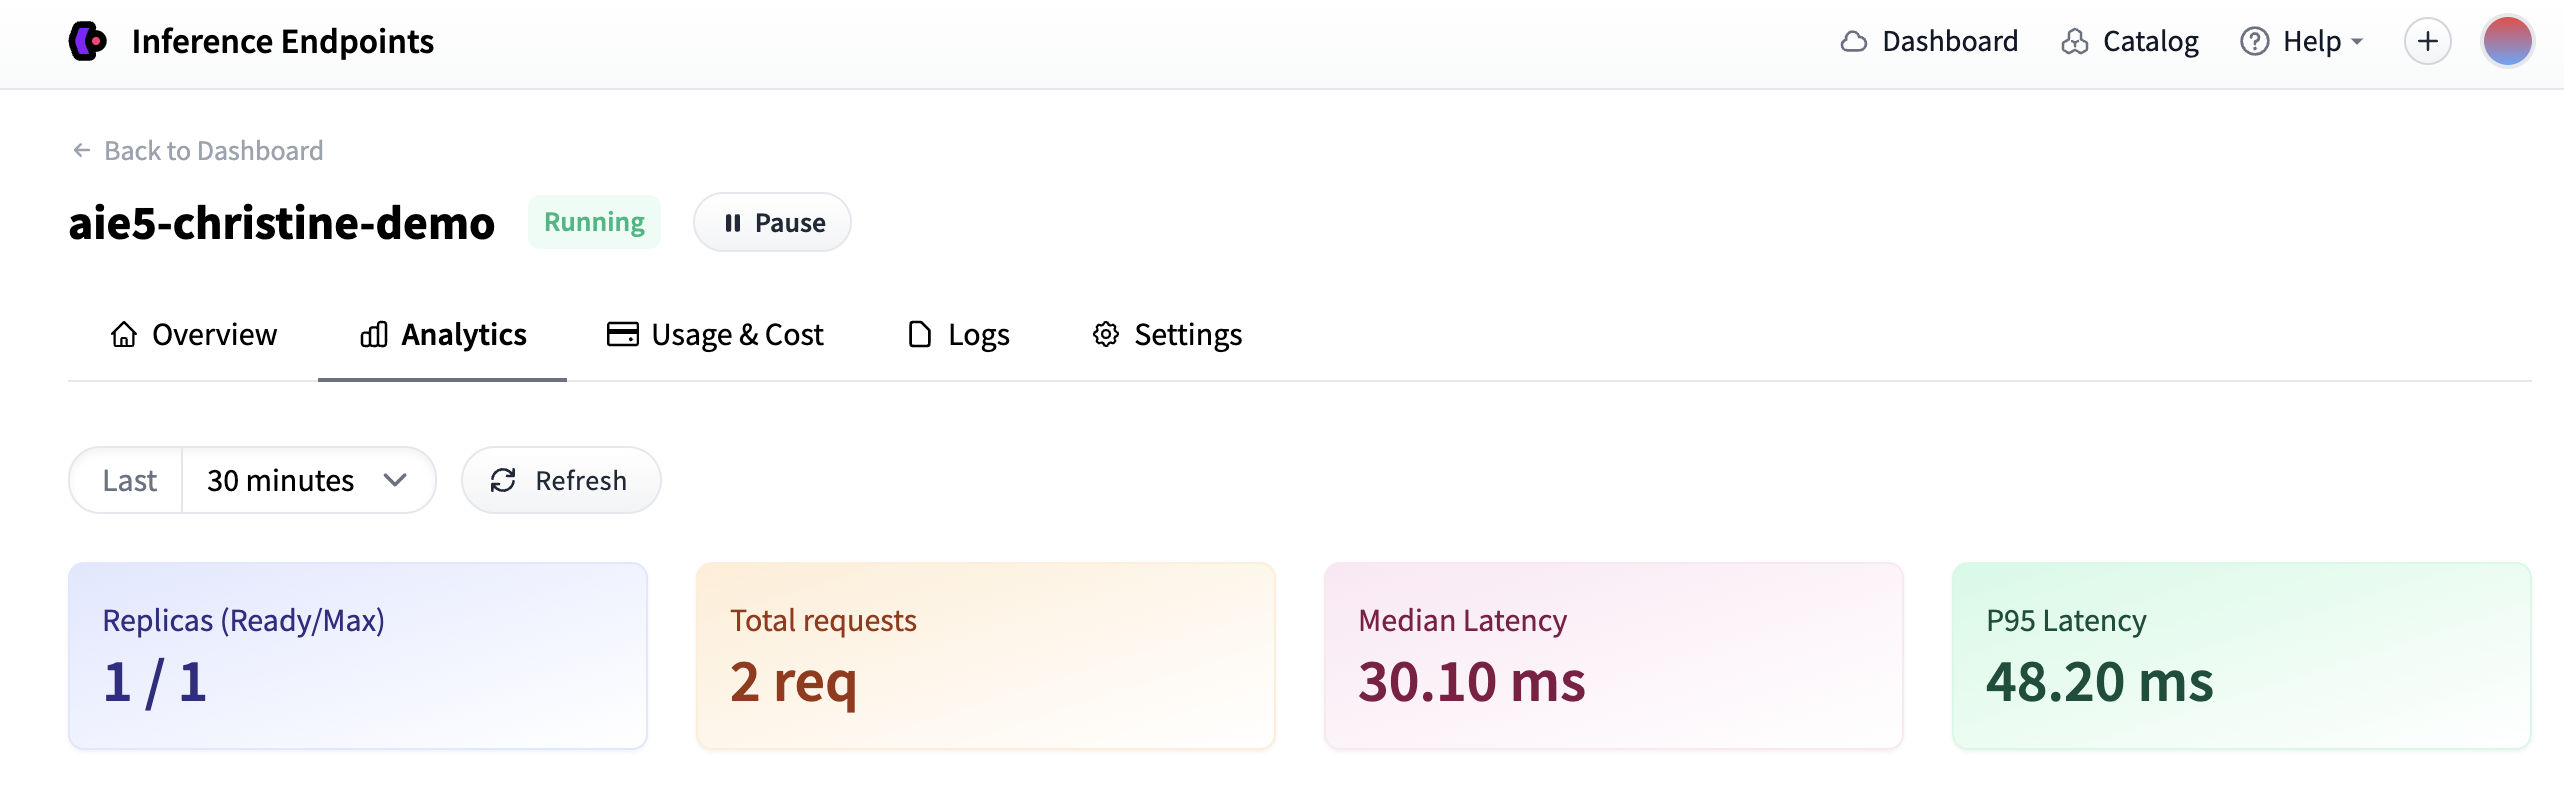 Inference Endpoints
Dashboard
Catalog
Help
Back to Dashboard
aie5-christine-demo
Running
Pause
Overview
Analytics
Usage & Cost
Logs
Settings
Last
30 minutes
Refresh
Replicas (Ready/Max)
1 / 1
Total requests
2 req
Median Latency
30.10 ms
P95 Latency
48.20 ms